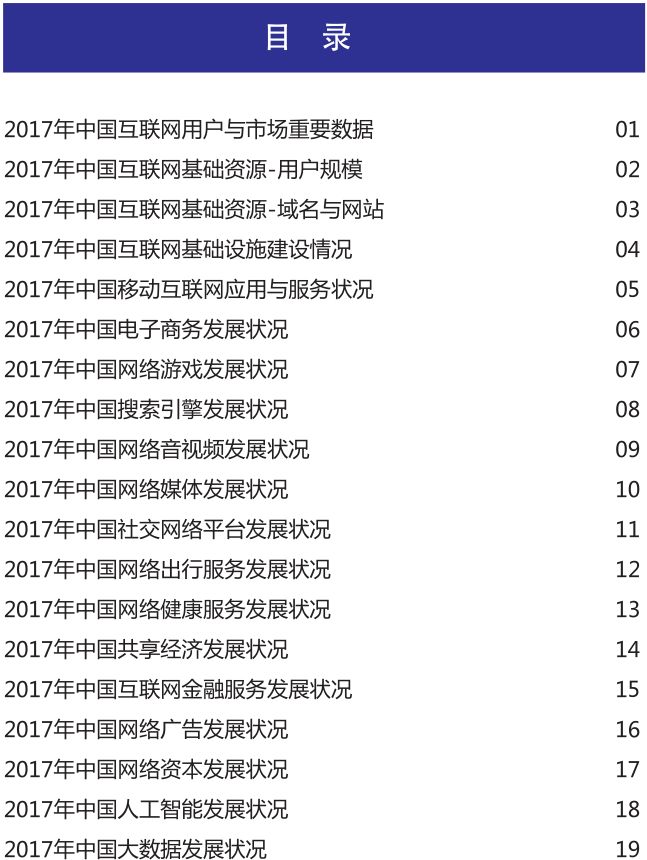 目 录
2017年中国互联网用户与市场重要数据 01
2017年中国互联网基础资源-用户规模 02
2017年中国互联网基础资源-域名与网站 03
2017年中国互联网基础设施建设情况 04
2017年中国移动互联网应用与服务状况 05
2017年中国电子商务发展状况 06
2017年中国网络游戏发展状况 07
2017年中国搜索引擎发展状况 08
2017年中国网络音视频发展状况 09
2017年中国网络媒体发展状况 10
2017年中国社交网络平台发展状况 11
2017年中国网络出行服务发展状况 12
2017年中国网络健康服务发展状况 13
2017年中国共享经济发展状况 14
2017年中国互联网金融服务发展状况 15
2017年中国网络广告发展状况 16
2017年中国网络资本发展状况 17
2017年中国人工智能发展状况 18
2017年中国大数据发展状况 19